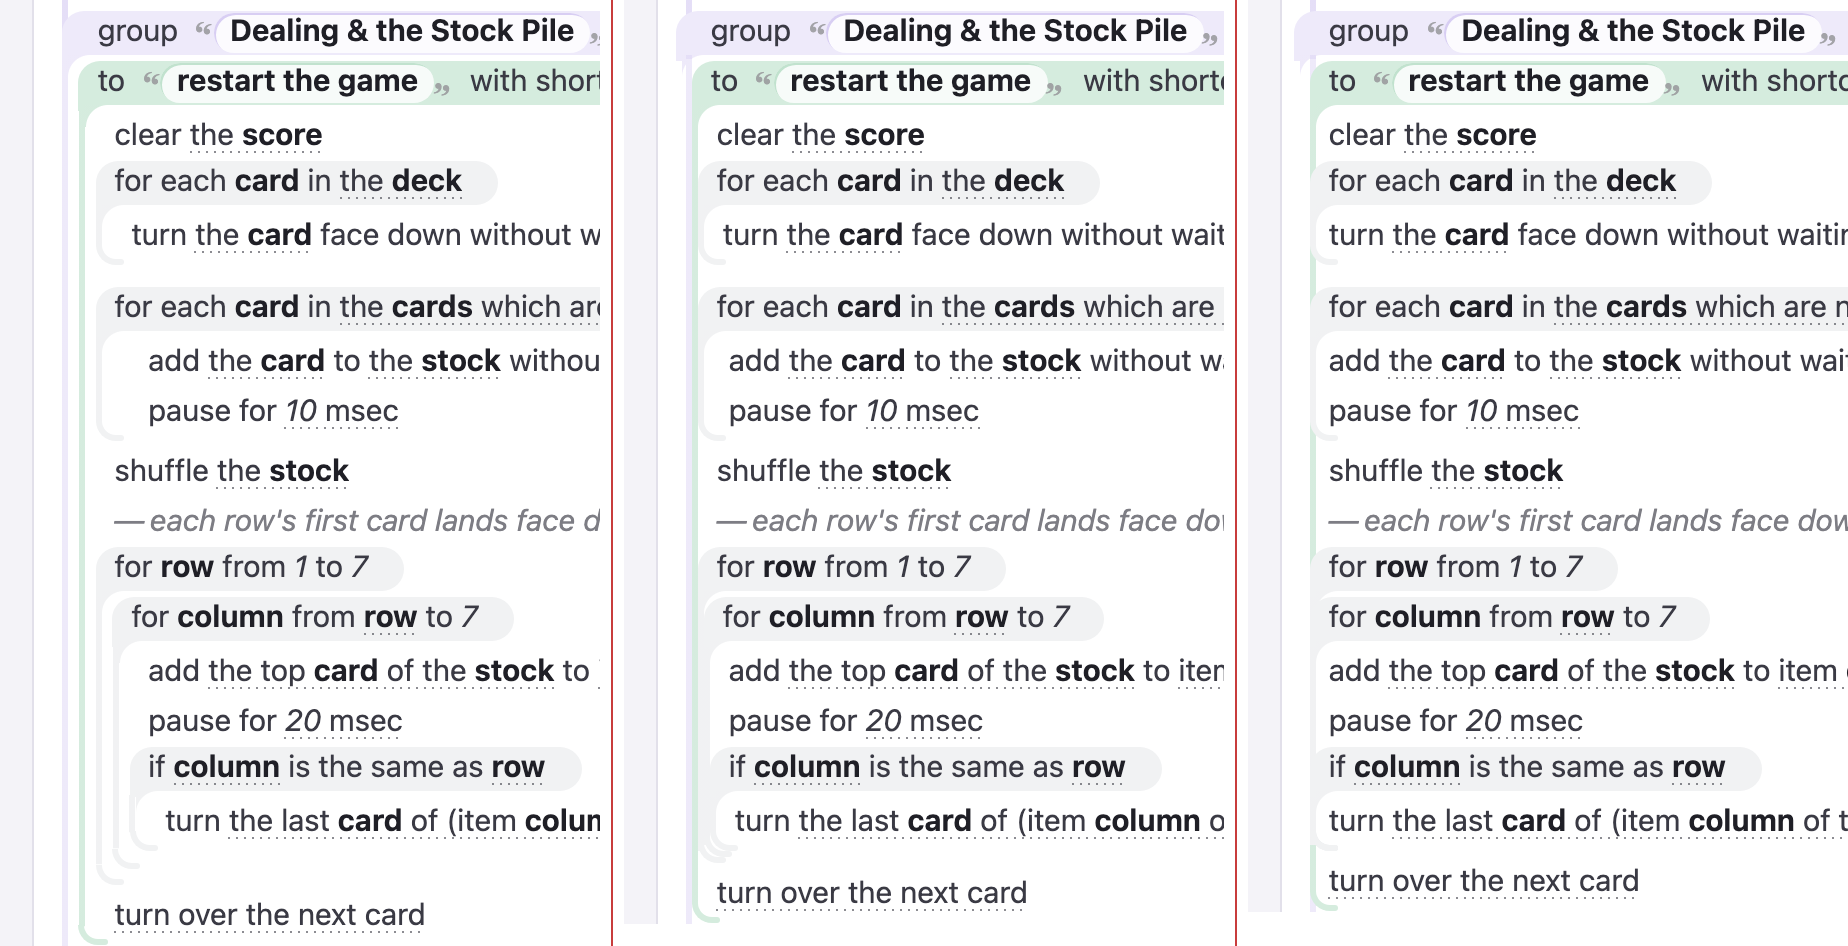 group “Dealing & the Stock Pile„
to “restart the game„ with short
clear the score
for each card in the deck
turn the card face down without w
for each card in the cards which are
add the card to the stock withou
pause for 10 msec
shuffle the stock
— each row's first card lands face d
for row from 1 to 7
for column from row to 7
add the top card of the stock to
pause for 20 msec
if column is the same as row
turn the last card of (item colum
turn over the next card
group “Dealing & the Stock Pile„
to “restart the game„ with shortc
clear the score
for each card in the deck
turn the card face down without wait
for each card in the cards which are
add the card to the stock without wa
pause for 10 msec
shuffle the stock
— each row's first card lands face dow
for row from 1 to 7
for column from row to 7
add the top card of the stock to item
pause for 20 msec
if column is the same as row
turn the last card of (item column o
turn over the next card
group “Dealing & the Stock Pile„
to “restart the game„ with shortc
clear the score
for each card in the deck
turn the card face down without waitin
for each card in the cards which are n
add the card to the stock without wai
pause for 10 msec
shuffle the stock
— each row's first card lands face dow
for row from 1 to 7
for column from row to 7
add the top card of the stock to item
pause for 20 msec
if column is the same as row
turn the last card of (item column of t
turn over the next card